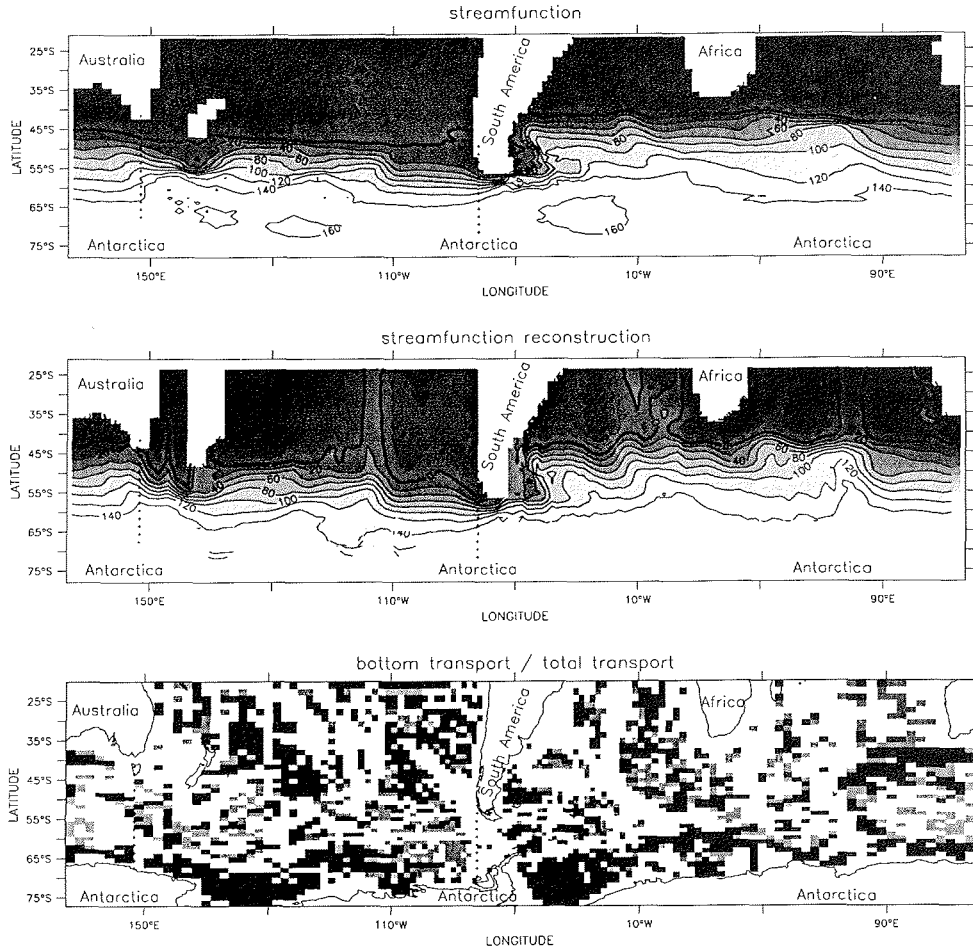 streamfunction
25°S
35°S
45°S
55°S
65°S
75°S
LATITUDE
Australia
South America
Africa
40
80
60
80
100
120
140
160
40
60
80
100
120
140
160
Antarctica
Antarctica
Antarctica
150°E
110°W
10°W
90°E
LONGITUDE
streamfunction reconstruction
25°S
35°S
45°S
55°S
65°S
75°S
LATITUDE
Australia
South America
Africa
60
40
80
100
120
140
140
40
60
80
100
120
Antarctica
Antarctica
Antarctica
150°E
110°W
10°W
90°E
LONGITUDE
bottom transport / total transport
25°S
35°S
45°S
55°S
65°S
75°S
LATITUDE
Australia
South America
Africa
Antarctica
Antarctica
Antarctica
150°E
110°W
10°W
90°E
LONGITUDE